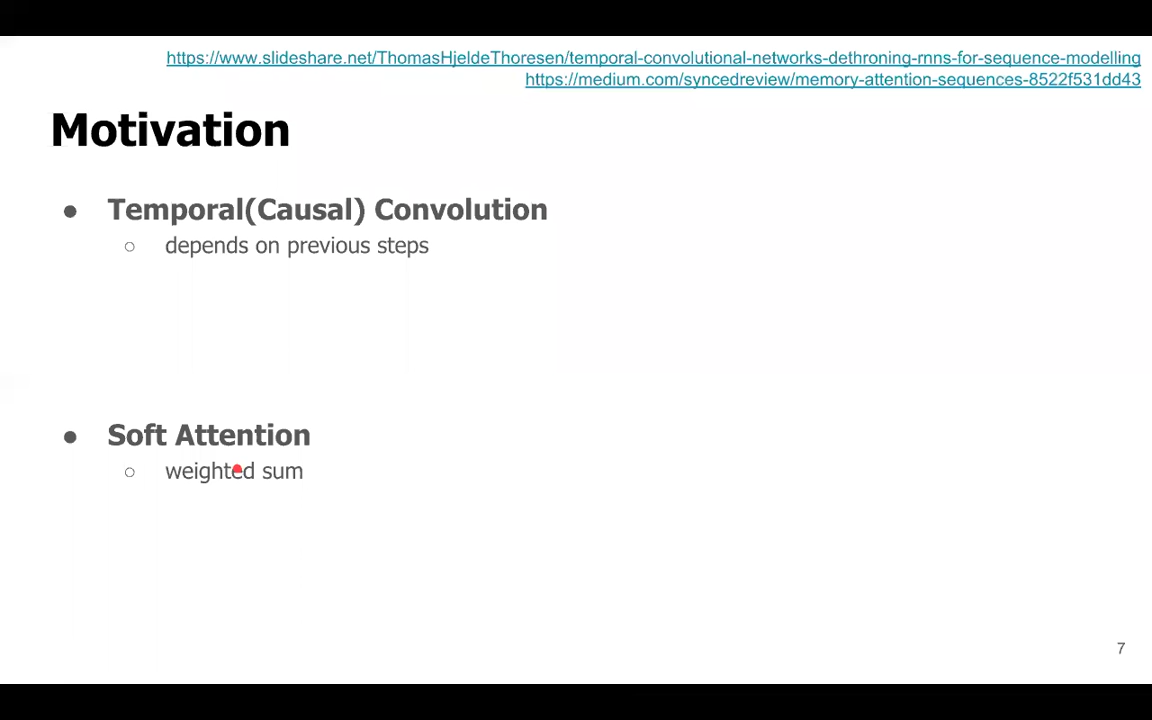 https://www.slideshare.net/ThomasHjeldeThoresen/temporal-convolutional-networks-dethroning-rnns-for-sequence-modelling
https://medium.com/syncedreview/memory-attention-sequences-8522f531dd43
Motivation
● Temporal(Causal) Convolution
○ depends on previous steps
● Soft Attention
○ weighted sum
7